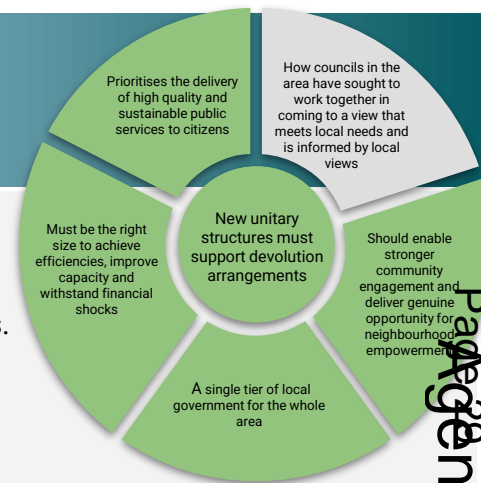 Prioritises the delivery
of high quality and
sustainable public
services to citizens
How councils in the
area have sought to
work together in
coming to a view that
meets local needs and
is informed by local
views
Must be the right
size to achieve
efficiencies, improve
capacity and
withstand financial
shocks
New unitary
structures must
support devolution
arrangements
Should enable
stronger
community
engagement and
deliver genuine
opportunity for
neighbourhood
empowerment
A single tier of local
government for the whole
area
s.
Agen